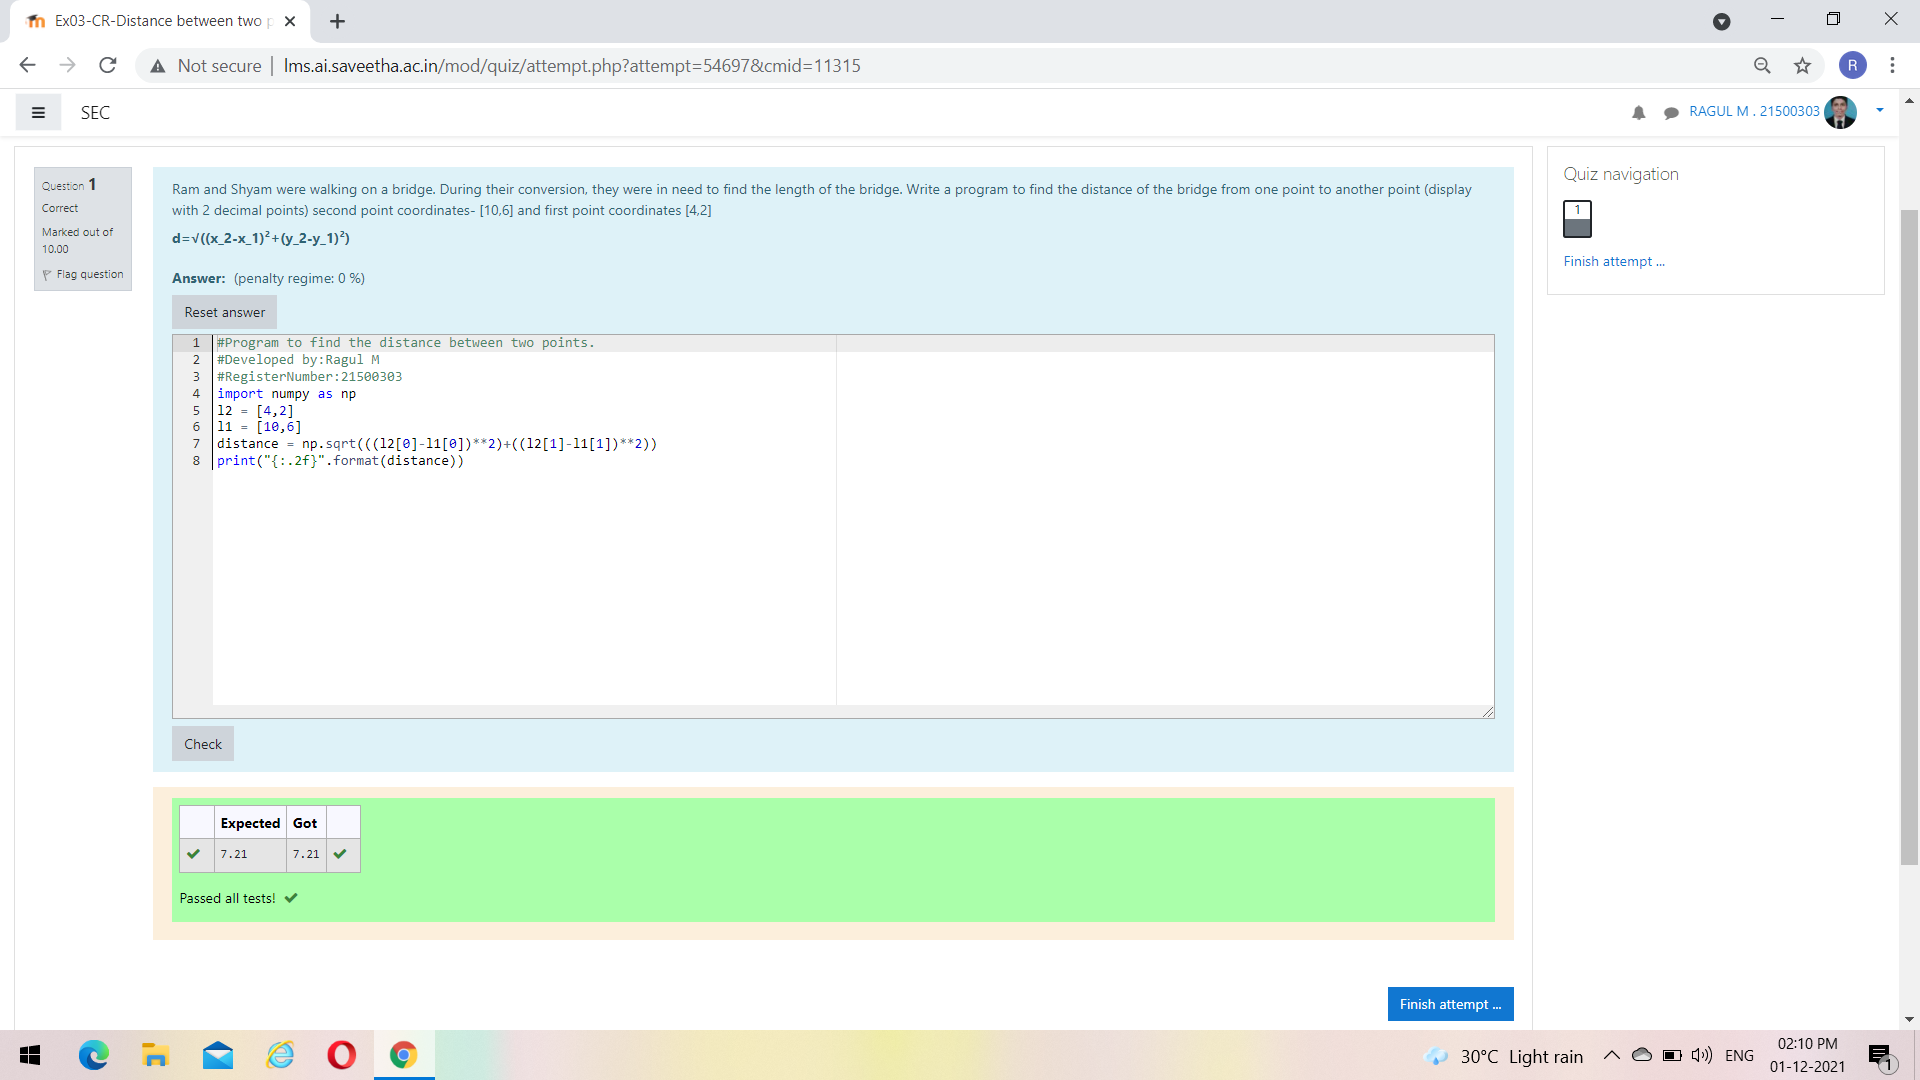 Ex03-CR-Distance between two p
Not secure | lms.ai.saveetha.ac.in/mod/quiz/attempt.php?attempt=54697&cmid=11315
R
SEC
RAGUL M . 21500303
Question 1
Correct
Marked out of
10.00
Flag question
Ram and Shyam were walking on a bridge. During their conversion, they were in need to find the length of the bridge. Write a program to find the distance of the bridge from one point to another point (display
with 2 decimal points) second point coordinates- [10,6] and first point coordinates [4,2]
d=√((x_2-x_1)²+(y_2-y_1)²)
Answer: (penalty regime: 0 %)
Reset answer
1 #Program to find the distance between two points.
2 #Developed by:Ragul M
3 #RegisterNumber:21500303
4 import numpy as np
5 l2 = [4,2]
6 l1 = [10,6]
7 distance = np.sqrt(((l2[0]-l1[0])**2)+((l2[1]-l1[1])**2))
8 print("{:.2f}".format(distance))
Check
Expected Got
7.21 7.21
Passed all tests!
Finish attempt ...
Quiz navigation
1
Finish attempt ...
30°C Light rain
ENG
02:10 PM
01-12-2021
1